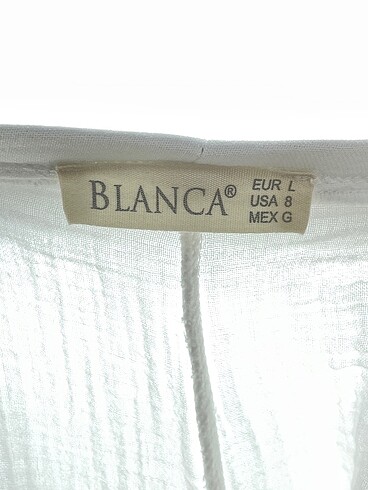 BLANCA®
EUR L
USA 8
MEX G